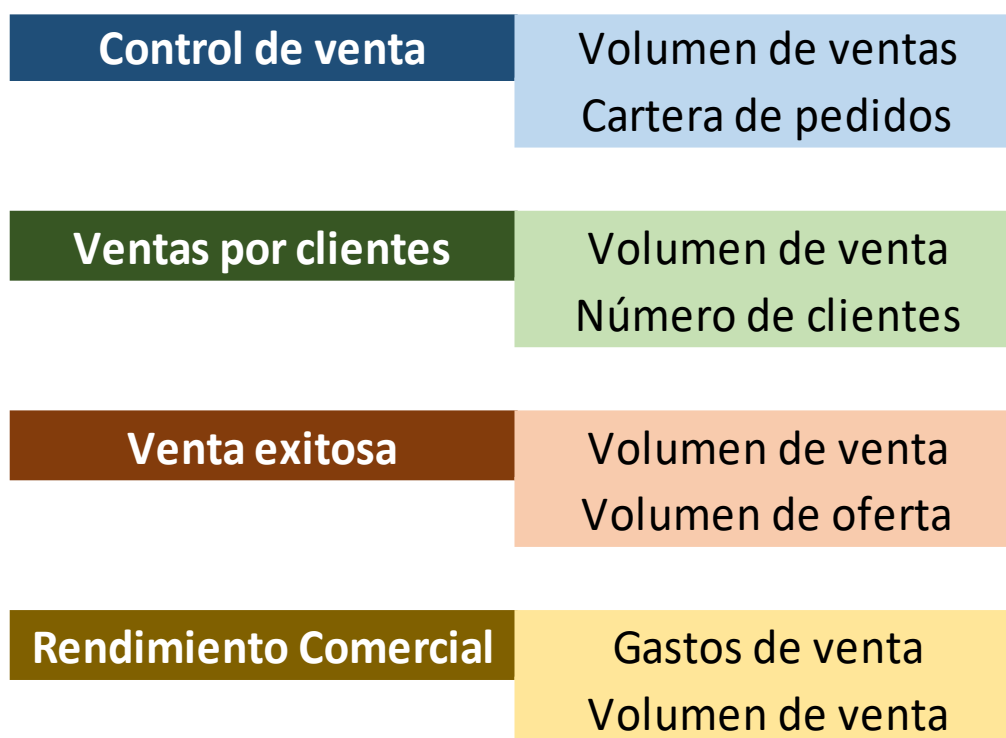 Control de venta
Volumen de ventas
Cartera de pedidos
Ventas por clientes
Volumen de venta
Número de clientes
Venta exitosa
Volumen de venta
Volumen de oferta
Rendimiento Comercial
Gastos de venta
Volumen de venta